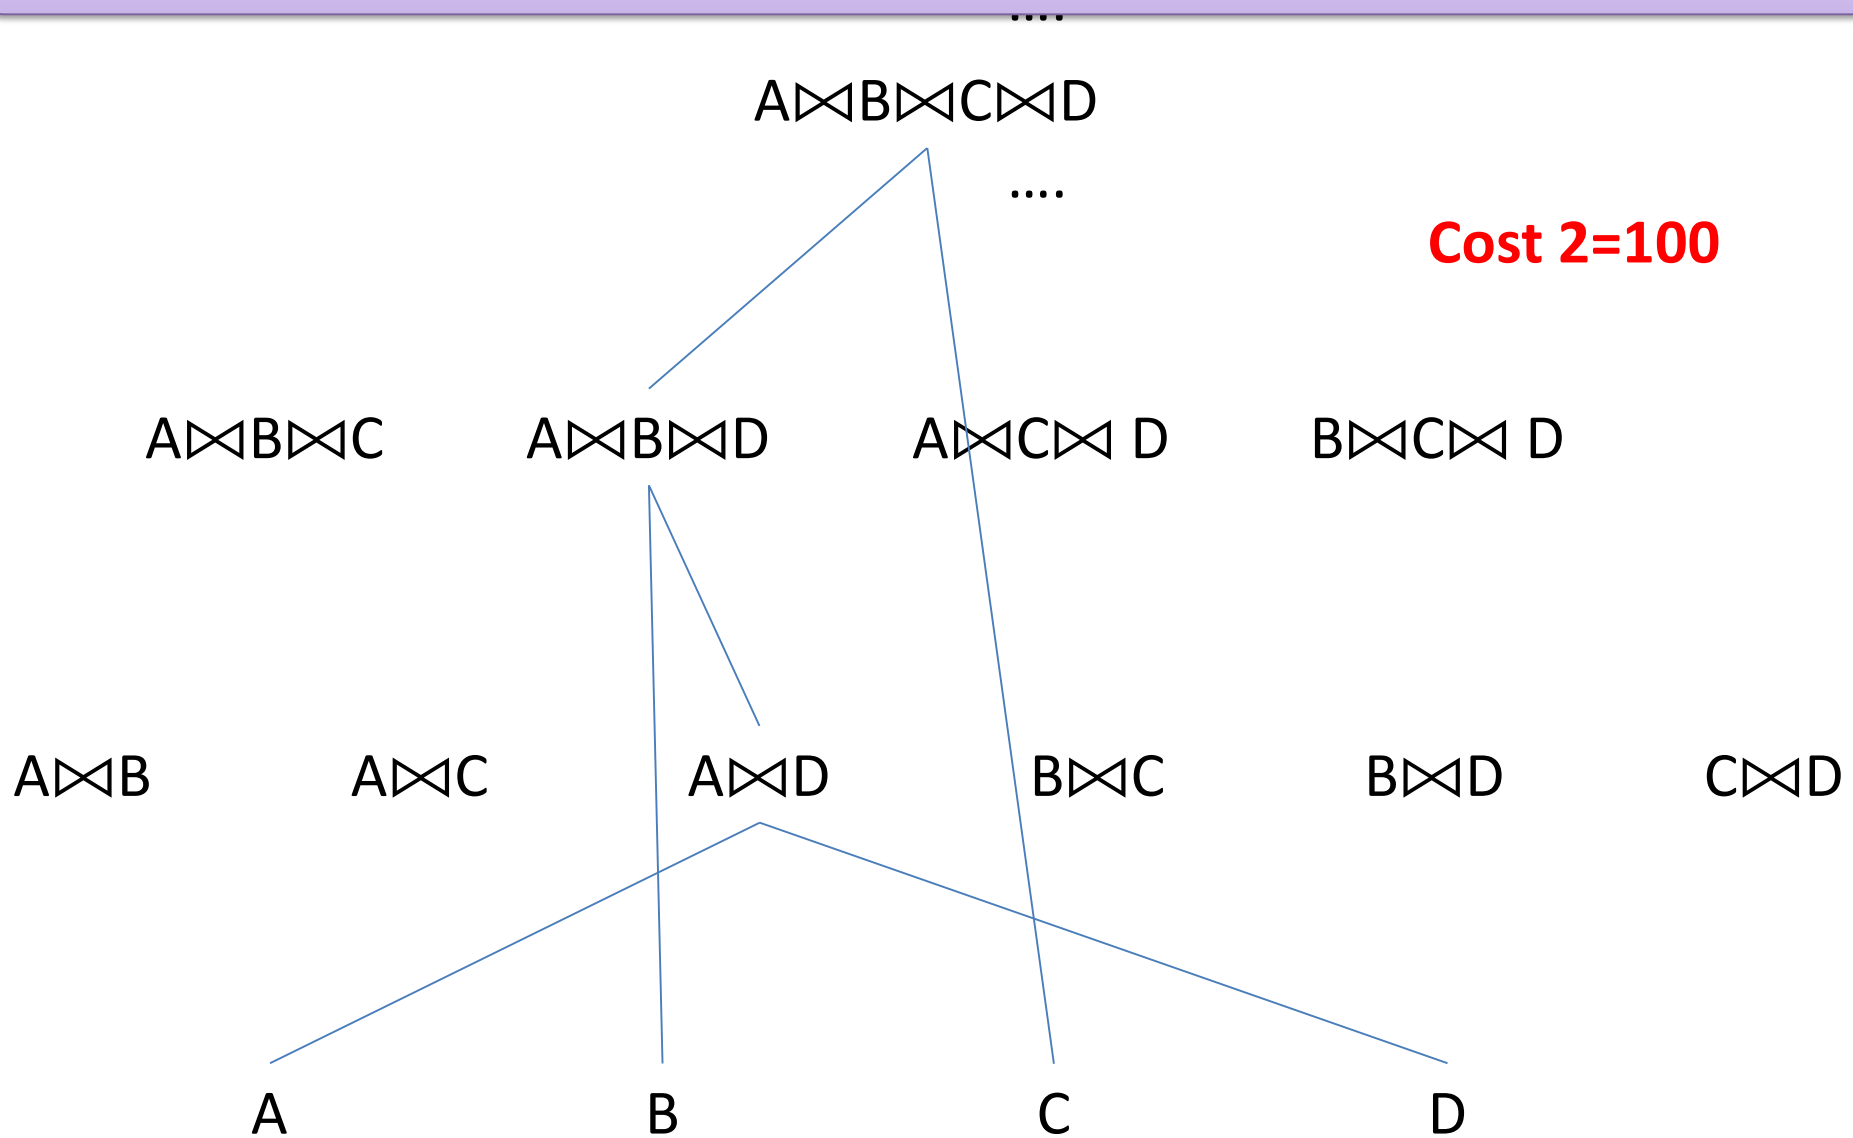 ....
A⋈B⋈C⋈D
....
Cost 2=100
A⋈B⋈C A⋈B⋈D A⋈C⋈ D B⋈C⋈ D
A⋈B A⋈C A⋈D B⋈C B⋈D C⋈D
A B C D